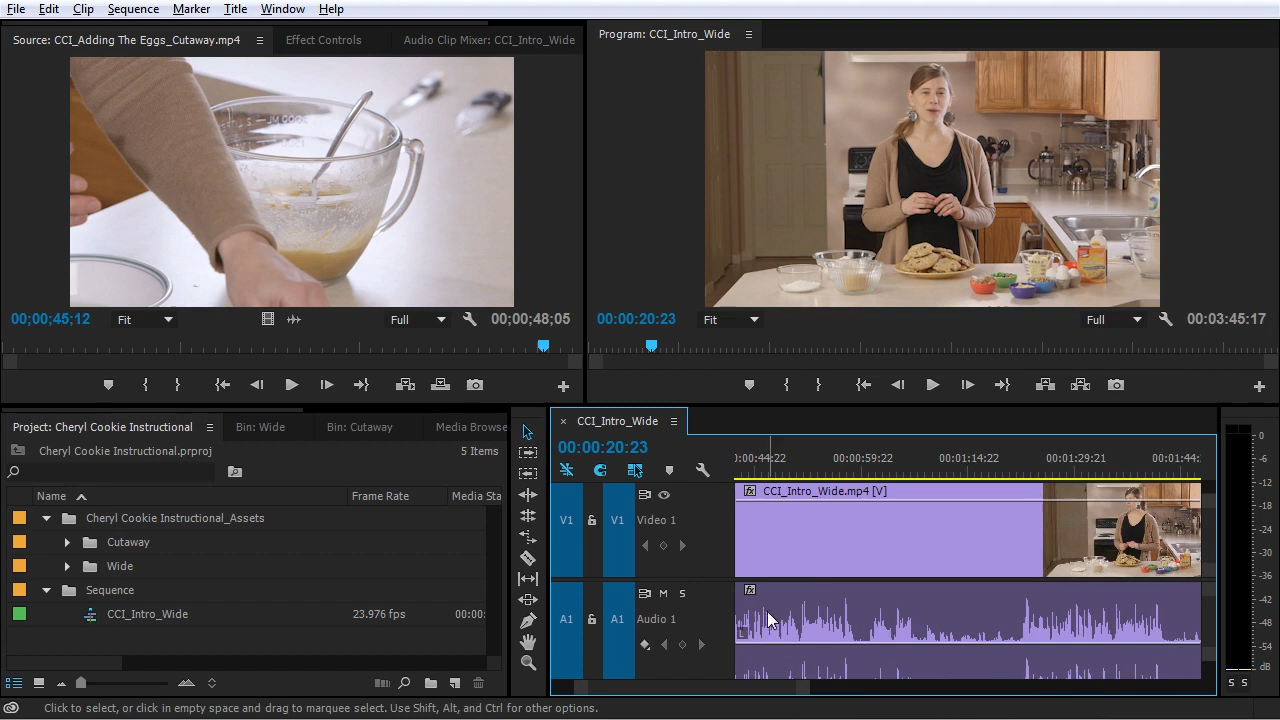 File Edit Clip Sequence Marker Title Window Help
Source: CCI_Adding The Eggs_Cutaway.mp4 Effect Controls Audio Clip Mixer: CCI_Intro_Wide
Program: CCI_Intro_Wide
00;00;45;12 Fit Full 00;00;48;05
00:00:20:23 Fit Full 00:03:45:17
Project: Cheryl Cookie Instructional Bin: Wide Bin: Cutaway Media Browse
Cheryl Cookie Instructional.prproj 5 Items
Name Frame Rate Media Sta
Cheryl Cookie Instructional_Assets
Cutaway
Wide
Sequence
CCI_Intro_Wide 23.976 fps 00:00:
× CCI_Intro_Wide
00:00:20:23
):00:44:22 00:00:59:22 00:01:14:22 00:01:29:21 00:01:44:
fx CCI_Intro_Wide.mp4 [V]
V1 V1 Video 1
fx
M S
A1 A1 Audio 1
L
0
-6
-12
-18
-24
-30
-36
-42
-48
-54
dB
S S
Click to select, or click in empty space and drag to marquee select. Use Shift, Alt, and Ctrl for other options.